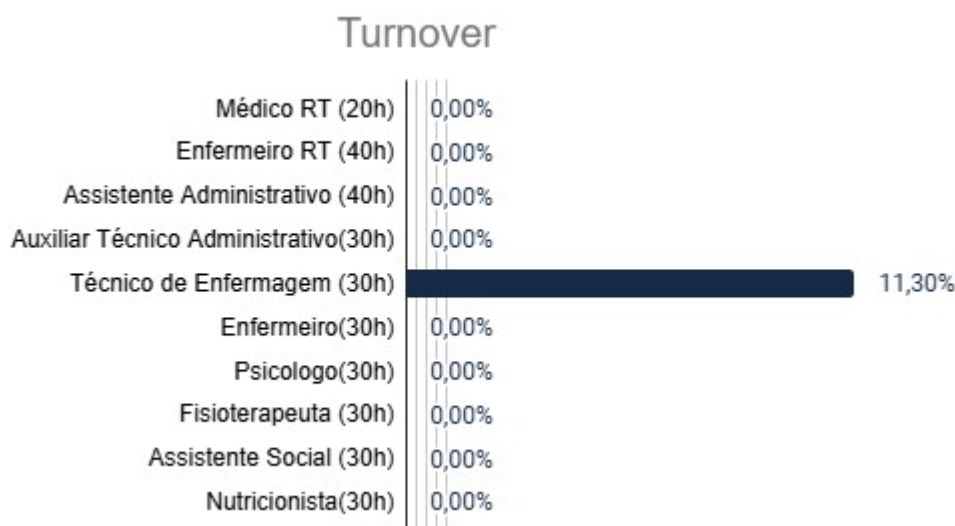 Turnover
Médico RT (20h) 0,00%
Enfermeiro RT (40h) 0,00%
Assistente Administrativo (40h) 0,00%
Auxiliar Técnico Administrativo(30h) 0,00%
Técnico de Enfermagem (30h) 11,30%
Enfermeiro(30h) 0,00%
Psicologo(30h) 0,00%
Fisioterapeuta (30h) 0,00%
Assistente Social (30h) 0,00%
Nutricionista(30h) 0,00%